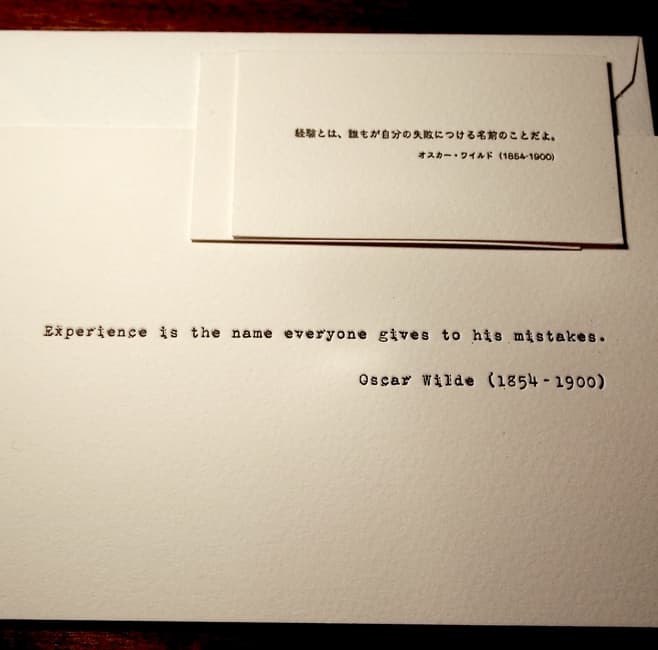 経験とは、誰もが自分の失敗につける名前のことだよ。
オスカー・ワイルド (1854-1900)
Experience is the name everyone gives to his mistakes.
Oscar Wilde (1854-1900)